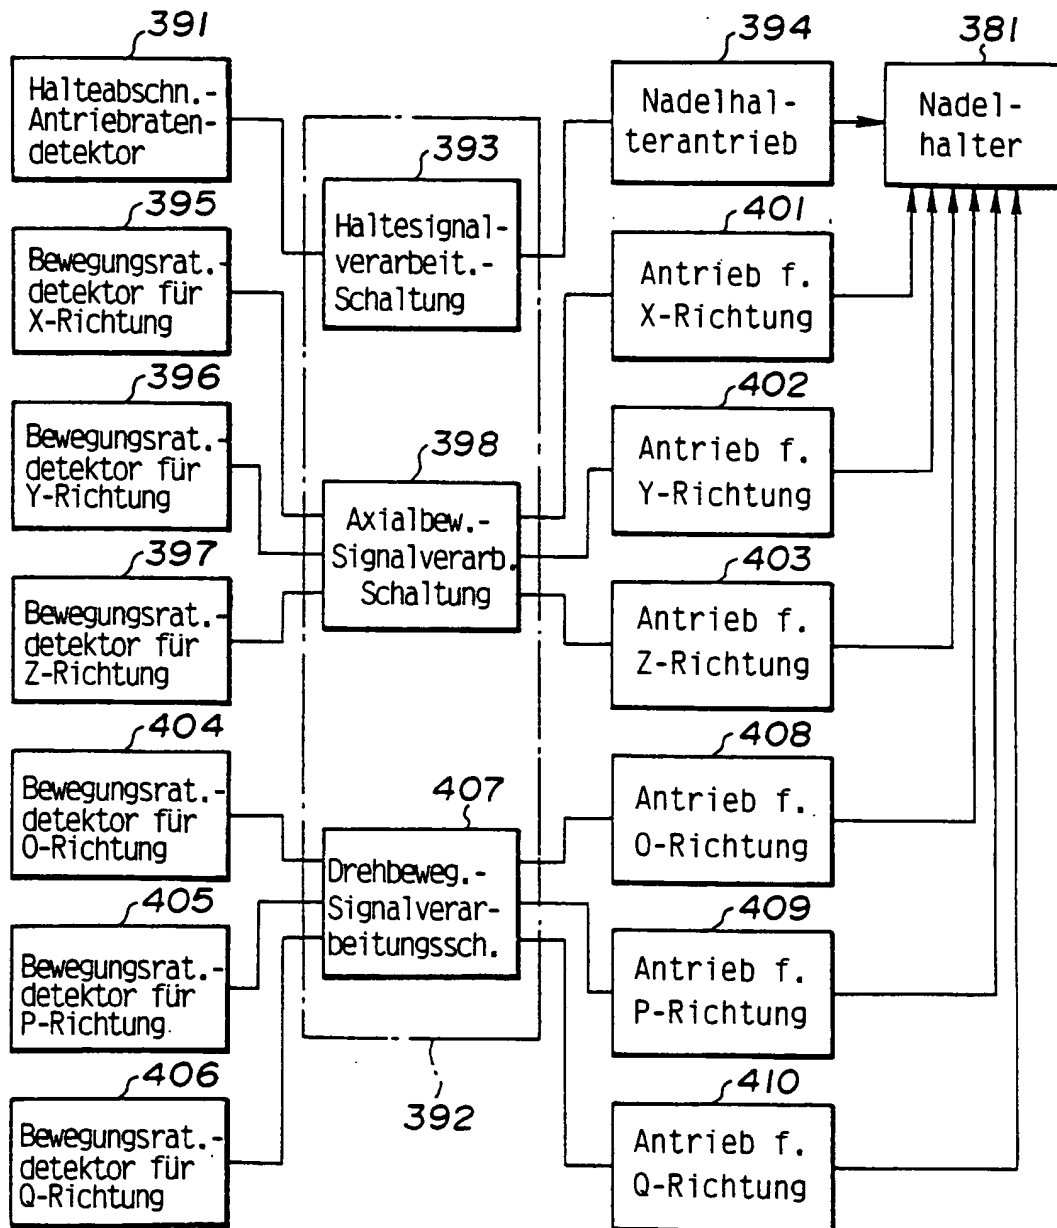 391
Halteabschn.-
Antriebraten-
detektor
395
Bewegungsrat.-
detektor für
X-Richtung
396
Bewegungsrat.-
detektor für
Y-Richtung
397
Bewegungsrat.-
detektor für
Z-Richtung
404
Bewegungsrat.-
detektor für
O-Richtung
405
Bewegungsrat.-
detektor für
P-Richtung
406
Bewegungsrat.-
detektor für
Q-Richtung
393
Haltesignal-
verarbeit.-
Schaltung
398
Axialbew.-
Signalverarb.
Schaltung
407
Drehbeweg.-
Signalverar-
beitungssch.
392
394
Nadelhal-
terantrieb
401
Antrieb f.
X-Richtung
402
Antrieb f.
Y-Richtung
403
Antrieb f.
Z-Richtung
408
Antrieb f.
O-Richtung
409
Antrieb f.
P-Richtung
410
Antrieb f.
Q-Richtung
381
Nadel-
halter